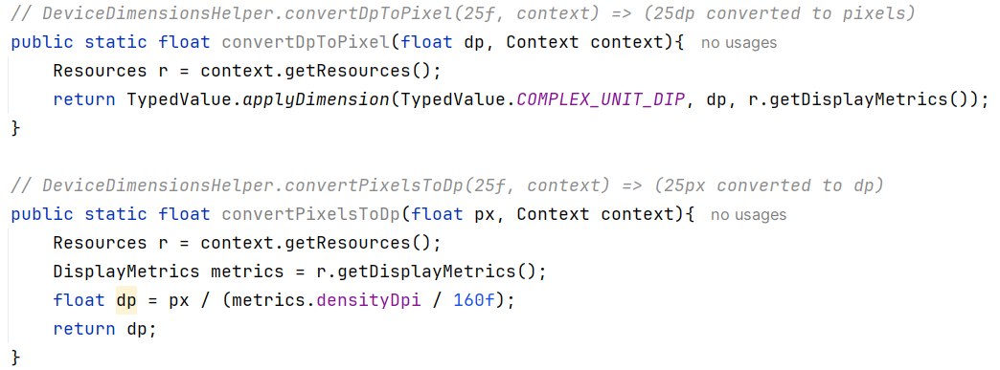 // DeviceDimensionsHelper.convertDpToPixel(25f, context) => (25dp converted to pixels)
public static float convertDpToPixel(float dp, Context context){ no usages
    Resources r = context.getResources();
    return TypedValue.applyDimension(TypedValue.COMPLEX_UNIT_DIP, dp, r.getDisplayMetrics());
}

// DeviceDimensionsHelper.convertPixelsToDp(25f, context) => (25px converted to dp)
public static float convertPixelsToDp(float px, Context context){ no usages
    Resources r = context.getResources();
    DisplayMetrics metrics = r.getDisplayMetrics();
    float dp = px / (metrics.densityDpi / 160f);
    return dp;
}